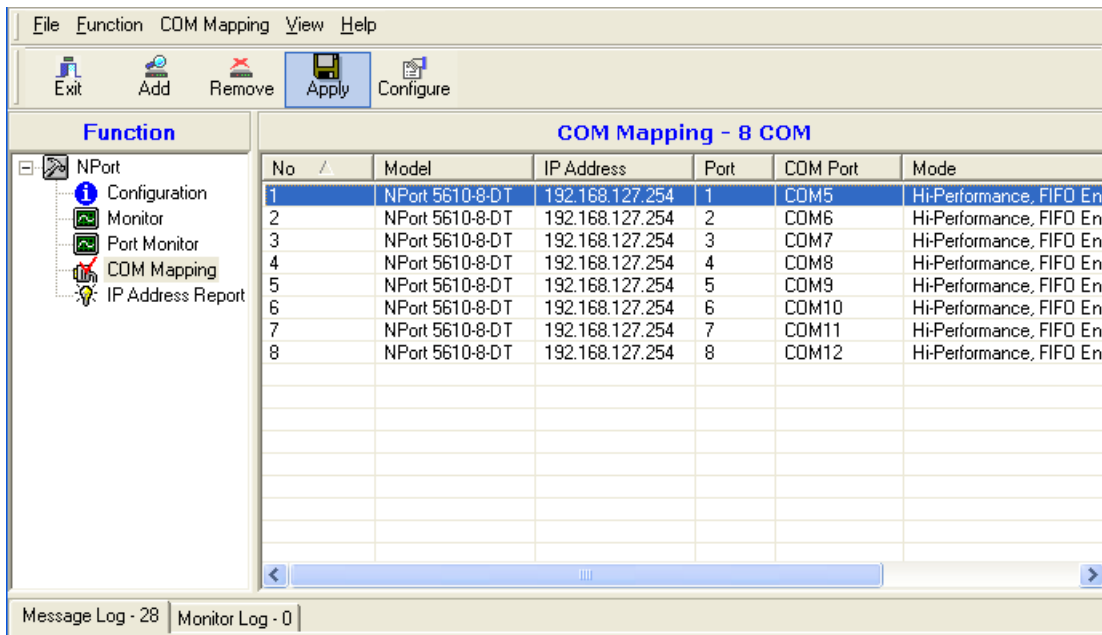 File Function COM Mapping View Help
Exit Add Remove Apply Configure
Function
COM Mapping - 8 COM
NPort
Configuration
Monitor
Port Monitor
COM Mapping
IP Address Report
No Model IP Address Port COM Port Mode
1 NPort 5610-8-DT 192.168.127.254 1 COM5 Hi-Performance, FIFO En
2 NPort 5610-8-DT 192.168.127.254 2 COM6 Hi-Performance, FIFO En
3 NPort 5610-8-DT 192.168.127.254 3 COM7 Hi-Performance, FIFO En
4 NPort 5610-8-DT 192.168.127.254 4 COM8 Hi-Performance, FIFO En
5 NPort 5610-8-DT 192.168.127.254 5 COM9 Hi-Performance, FIFO En
6 NPort 5610-8-DT 192.168.127.254 6 COM10 Hi-Performance, FIFO En
7 NPort 5610-8-DT 192.168.127.254 7 COM11 Hi-Performance, FIFO En
8 NPort 5610-8-DT 192.168.127.254 8 COM12 Hi-Performance, FIFO En
Message Log - 28 Monitor Log - 0